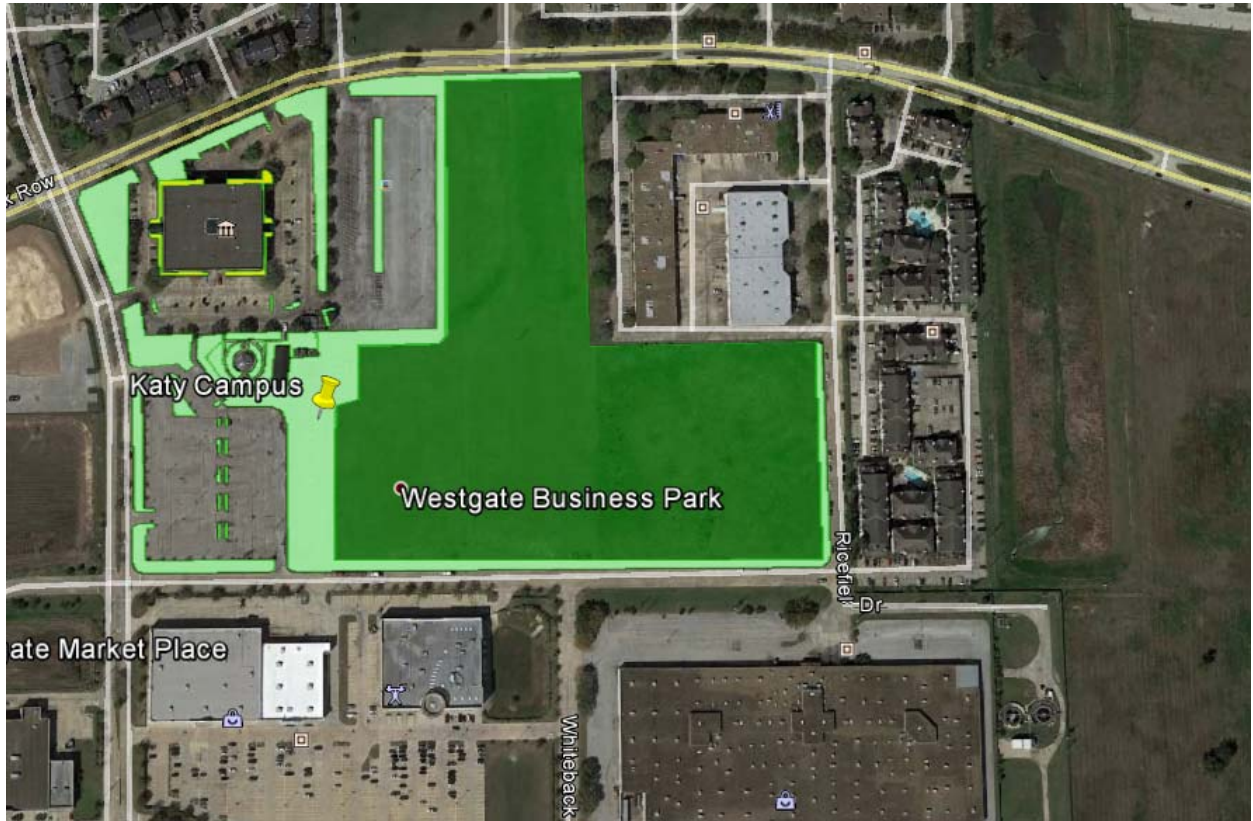 k Row
Katy Campus
Westgate Business Park
Ricefiel
Dr
ate Market Place
Whiteback